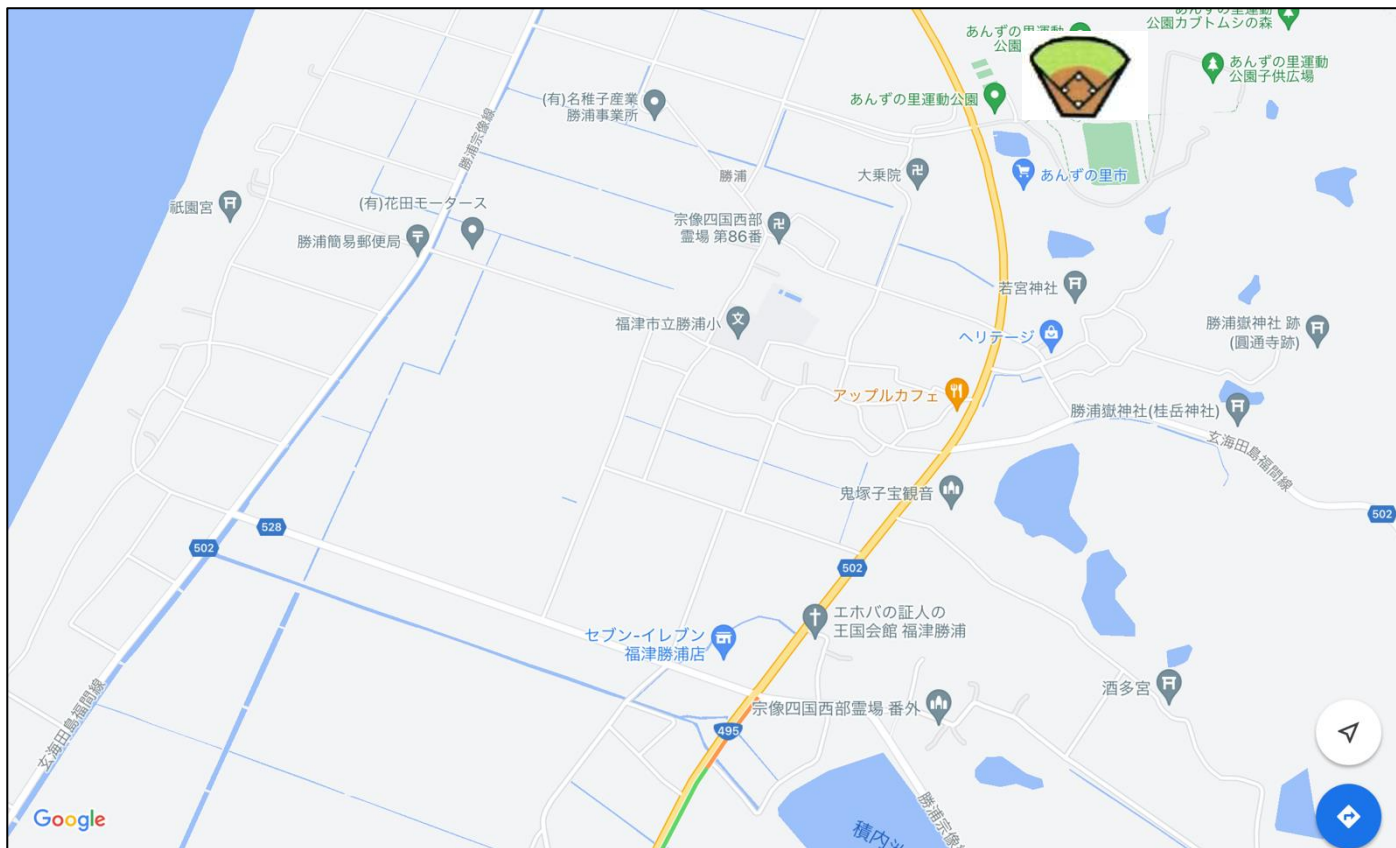 あんずの里運動
公園カブトムシの森
あんずの里運動
公園
あんずの里運動
公園子供広場
あんずの里運動公園
(有)名稚子産業
勝浦事業所
勝浦宗像線
勝浦
大乗院
あんずの里市
祇園宮
(有)花田モータース
勝浦簡易郵便局
宗像四国西部
霊場 第86番
若宮神社
福津市立勝浦小
ヘリテージ
勝浦嶽神社 跡
(圓通寺跡)
アップルカフェ
勝浦嶽神社(桂岳神社)
玄海田島福間線
鬼塚子宝観音
502
528
502
502
エホバの証人の
王国会館 福津勝浦
セブン-イレブン
福津勝浦店
酒多宮
宗像四国西部霊場 番外
495
玄海田島福間線
Google
積内池
勝浦宗像線